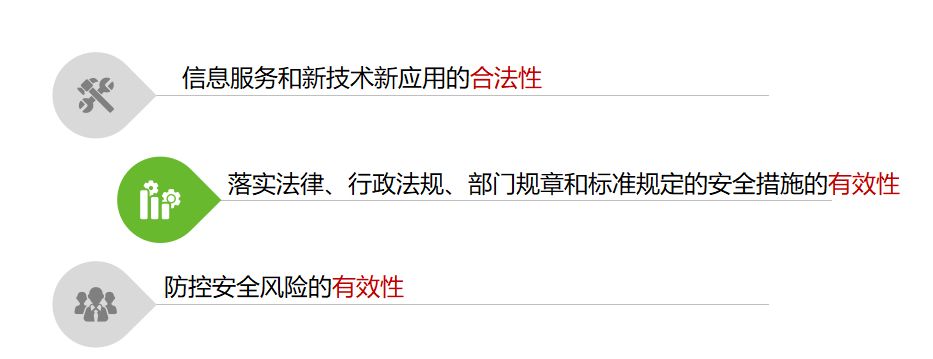 信息服务和新技术新应用的合法性
落实法律、行政法规、部门规章和标准规定的安全措施的有效性
防控安全风险的有效性